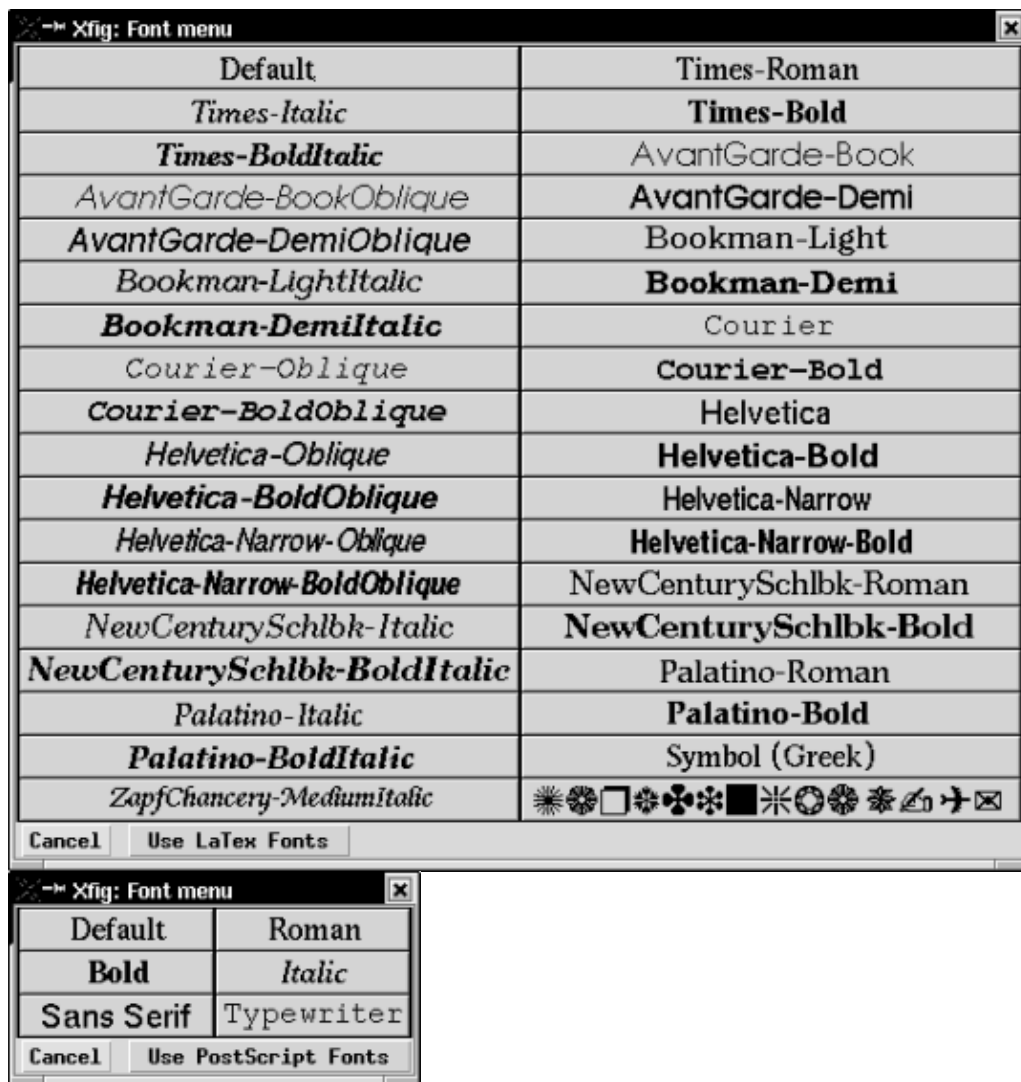 Xfig: Font menu
Default Times-Roman
Times-Italic Times-Bold
Times-BoldItalic AvantGarde-Book
AvantGarde-BookOblique AvantGarde-Demi
AvantGarde-DemiOblique Bookman-Light
Bookman-LightItalic Bookman-Demi
Bookman-DemiItalic Courier
Courier-Oblique Courier-Bold
Courier-BoldOblique Helvetica
Helvetica-Oblique Helvetica-Bold
Helvetica-BoldOblique Helvetica-Narrow
Helvetica-Narrow-Oblique Helvetica-Narrow-Bold
Helvetica-Narrow-BoldOblique NewCenturySchlbk-Roman
NewCenturySchlbk-Italic NewCenturySchlbk-Bold
NewCenturySchlbk-BoldItalic Palatino-Roman
Palatino-Italic Palatino-Bold
Palatino-BoldItalic Symbol (Greek)
ZapfChancery-MediumItalic
Cancel Use LaTex Fonts
Xfig: Font menu
Default Roman
Bold Italic
Sans Serif Typewriter
Cancel Use PostScript Fonts